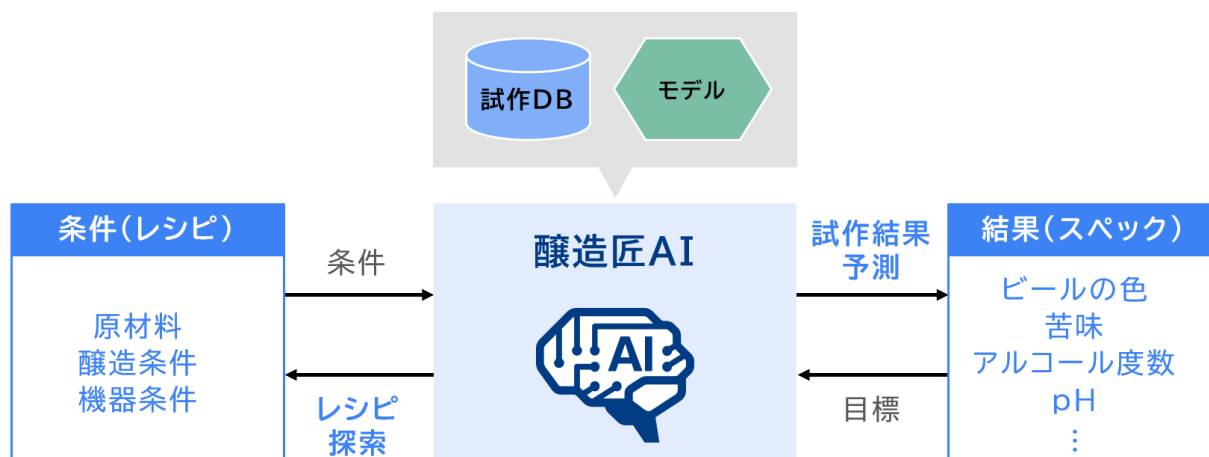 試作DB
モデル
条件(レシピ)
原材料
醸造条件
機器条件
条件
レシピ
探索
醸造匠AI
AI
試作結果
予測
目標
結果(スペック)
ビールの色
苦味
アルコール度数
pH
⋮